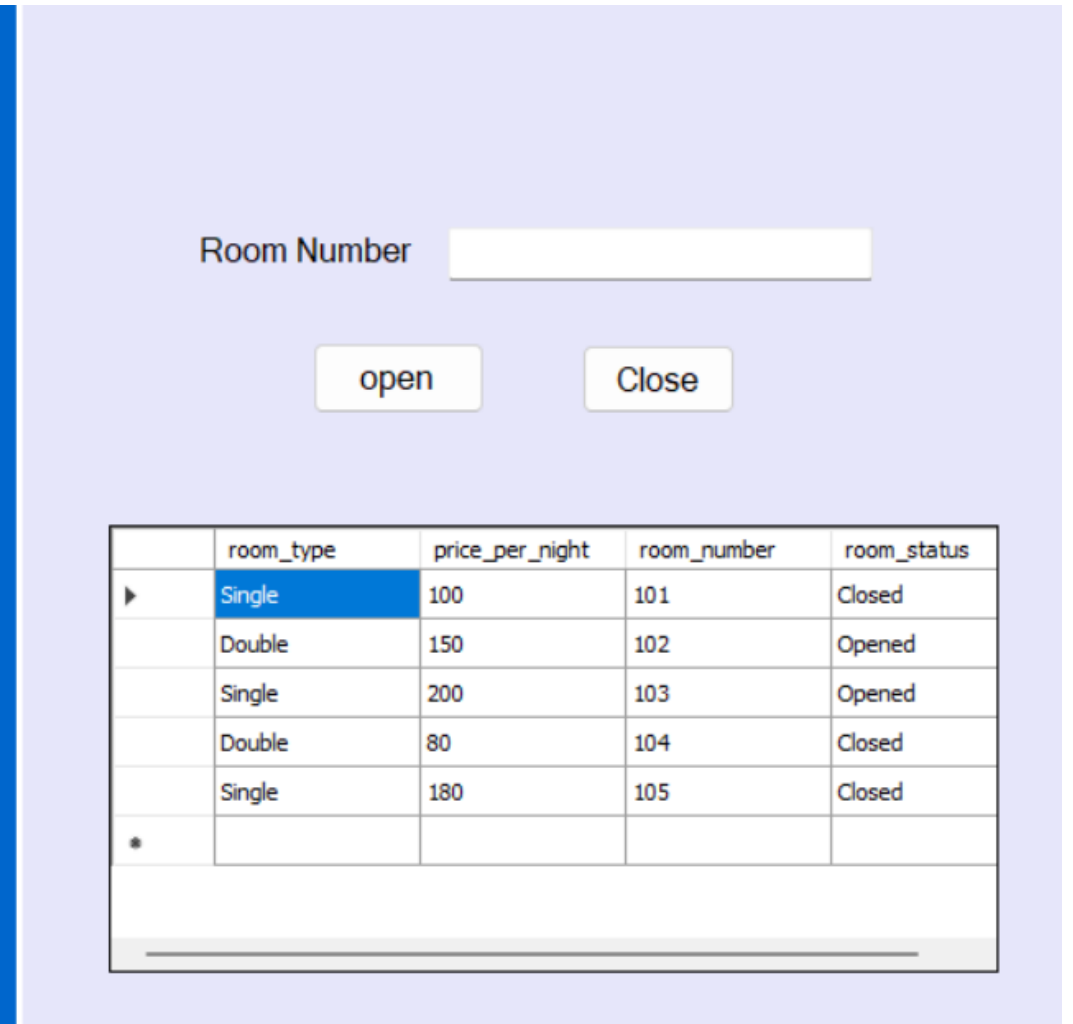 Room Number
open Close
room_type price_per_night room_number room_status
Single 100 101 Closed
Double 150 102 Opened
Single 200 103 Opened
Double 80 104 Closed
Single 180 105 Closed